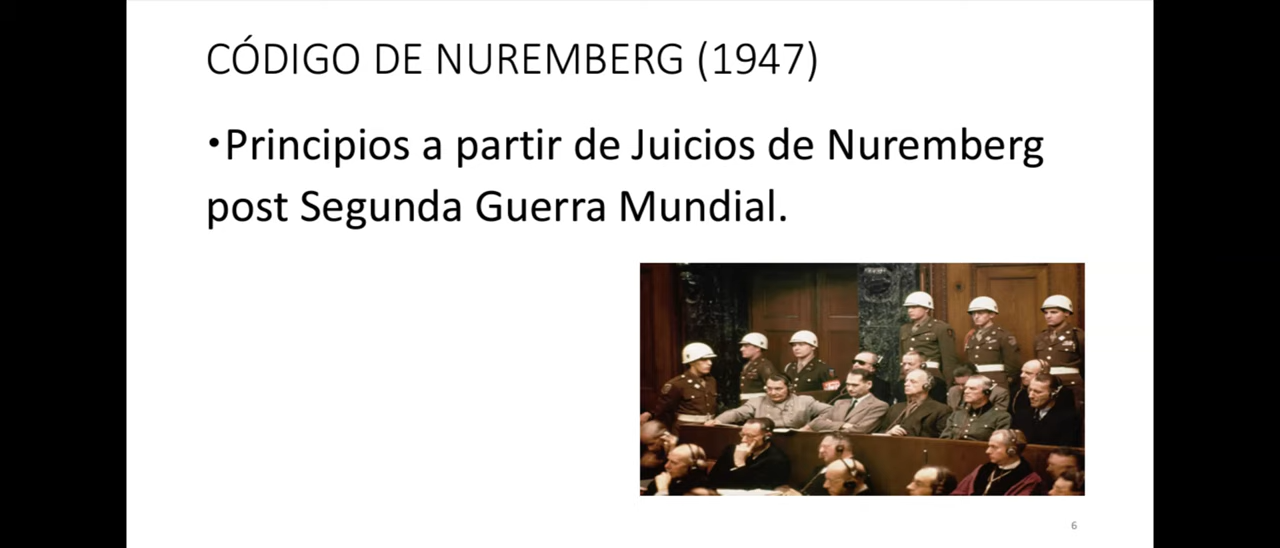 CÓDIGO DE NUREMBERG (1947)
•Principios a partir de Juicios de Nuremberg
post Segunda Guerra Mundial.
6